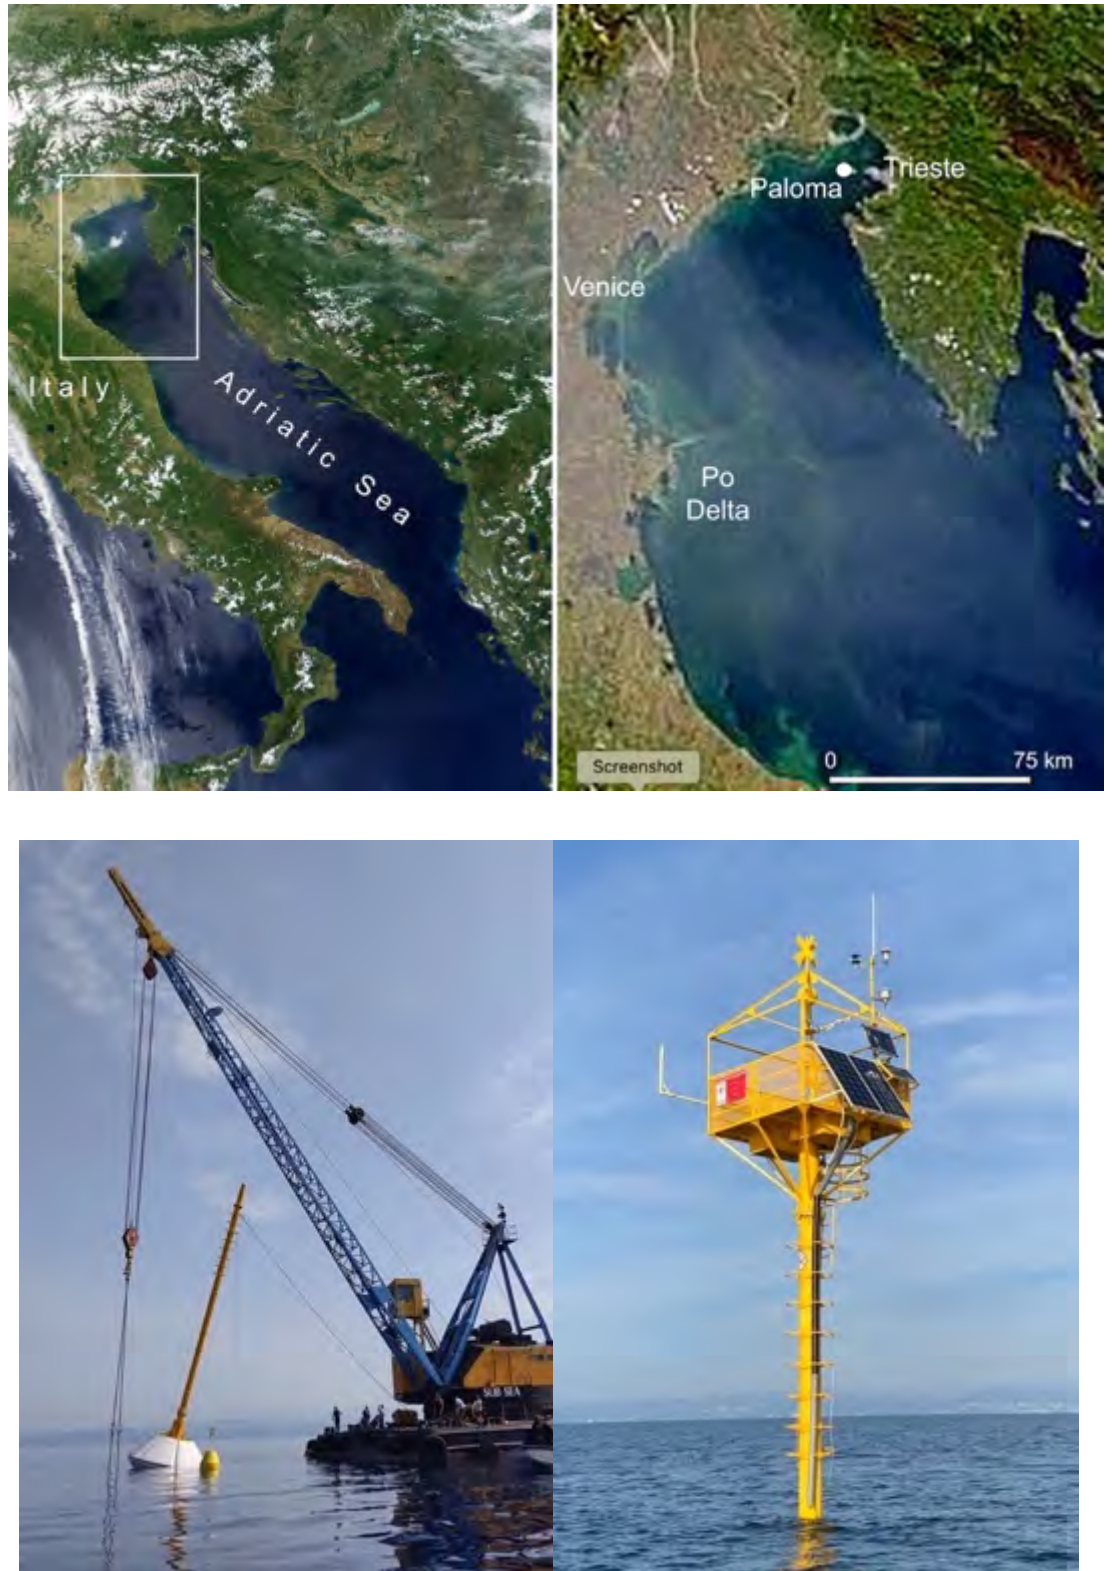 Italy
Adriatic Sea
Paloma
Trieste
Venice
Po
Delta
Screenshot
0
75 km
SUB SEA